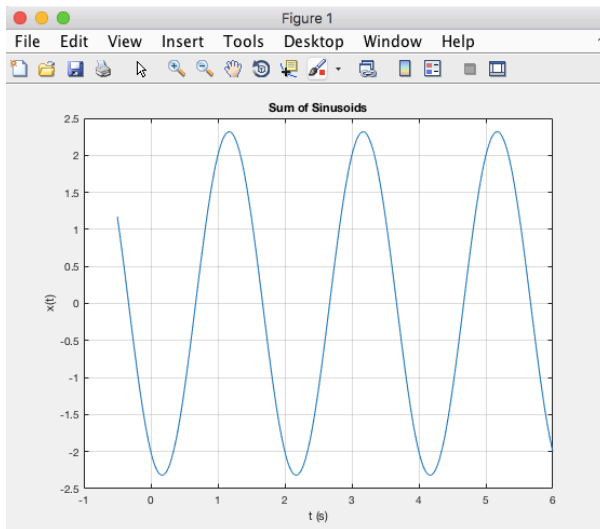 Figure 1
File Edit View Insert Tools Desktop Window Help
Sum of Sinusoids
2.5
2
1.5
1
0.5
0
-0.5
-1
-1.5
-2
-2.5
x(t)
-1 0 1 2 3 4 5 6
t (s)